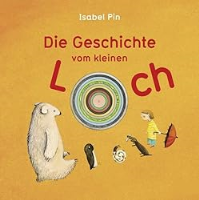 Isabel Pin
Die Geschichte
vom kleinen
Loch